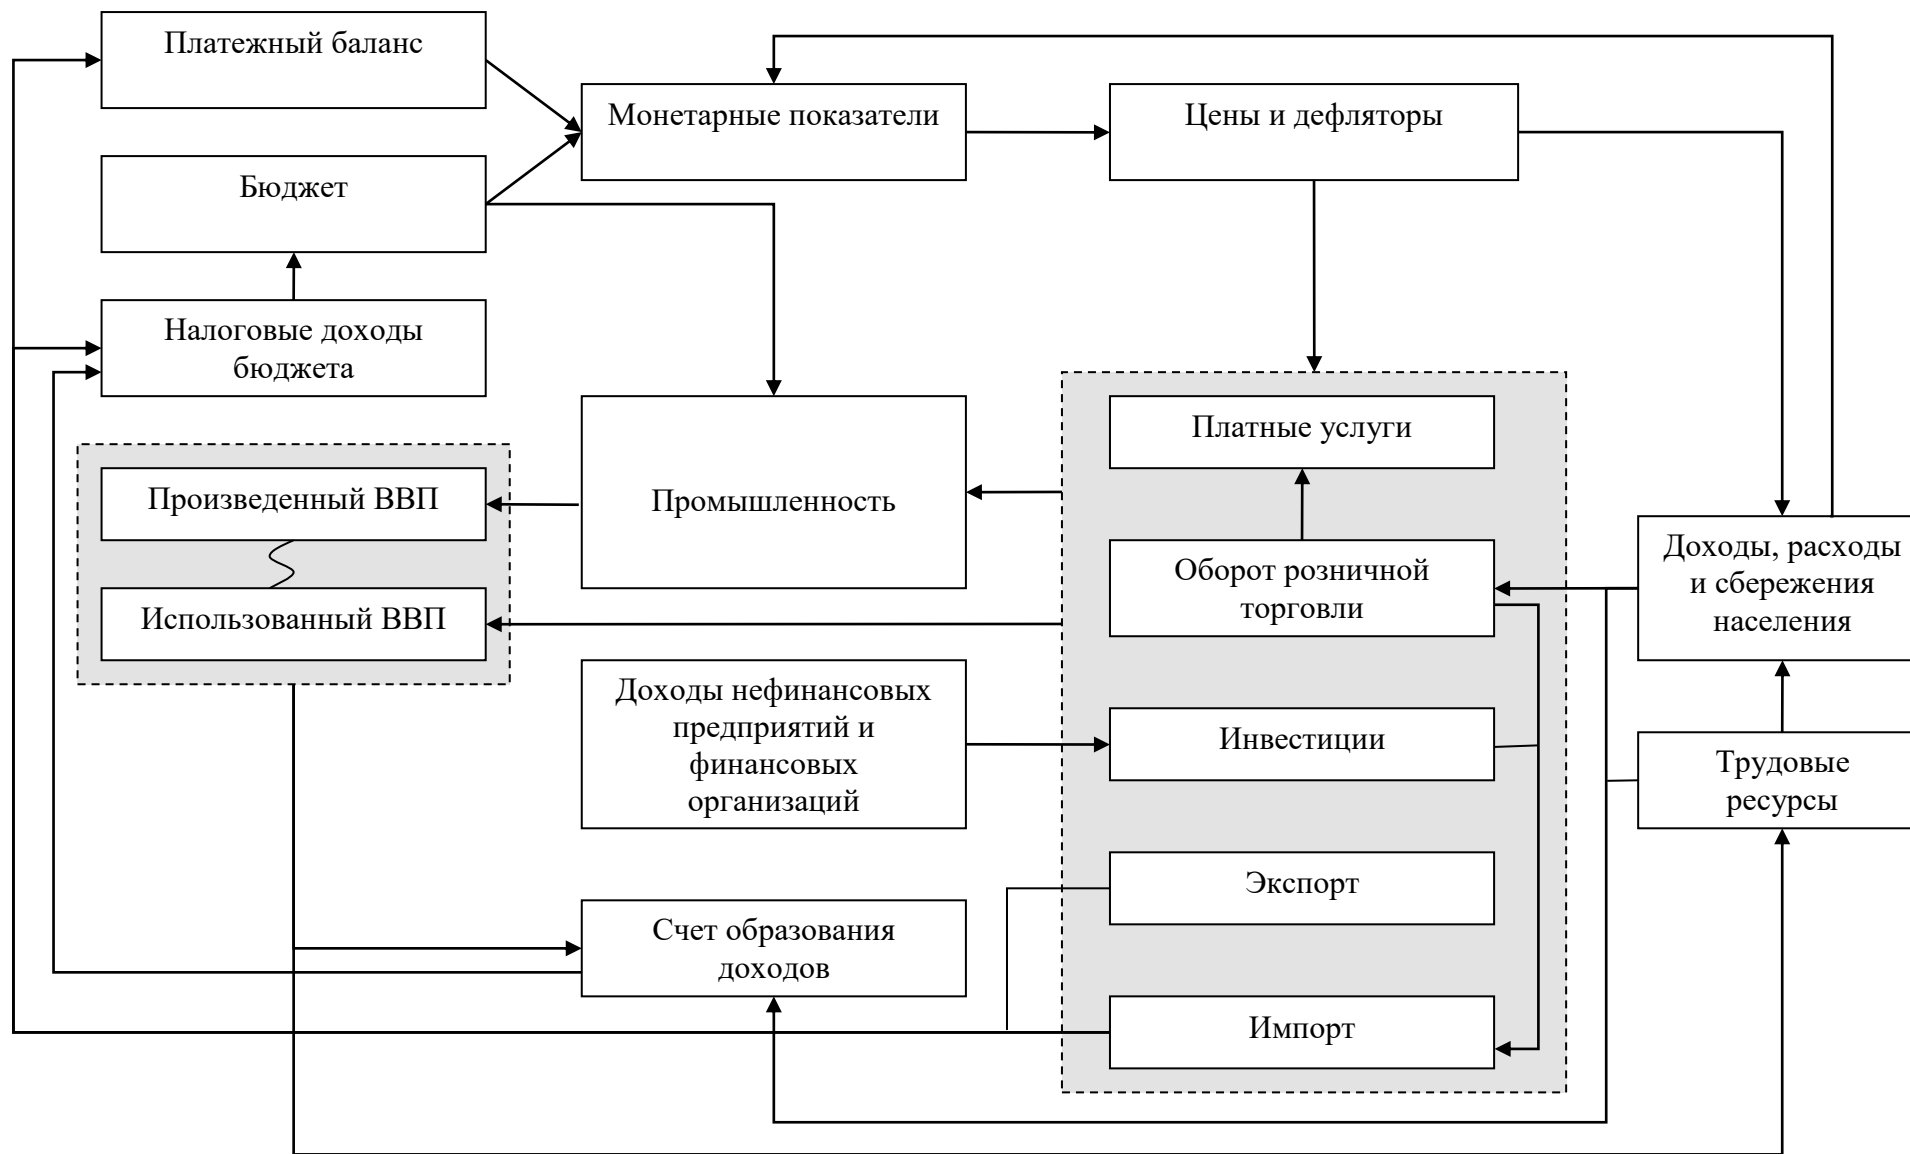 Платежный баланс
Монетарные показатели
Цены и дефляторы
Бюджет
Налоговые доходы
бюджета
Платные услуги
Произведенный ВВП
Промышленность
Оборот розничной
торговли
Доходы, расходы
и сбережения
населения
Использованный ВВП
Доходы нефинансовых
предприятий и
финансовых
организаций
Инвестиции
Трудовые
ресурсы
Экспорт
Счет образования
доходов
Импорт